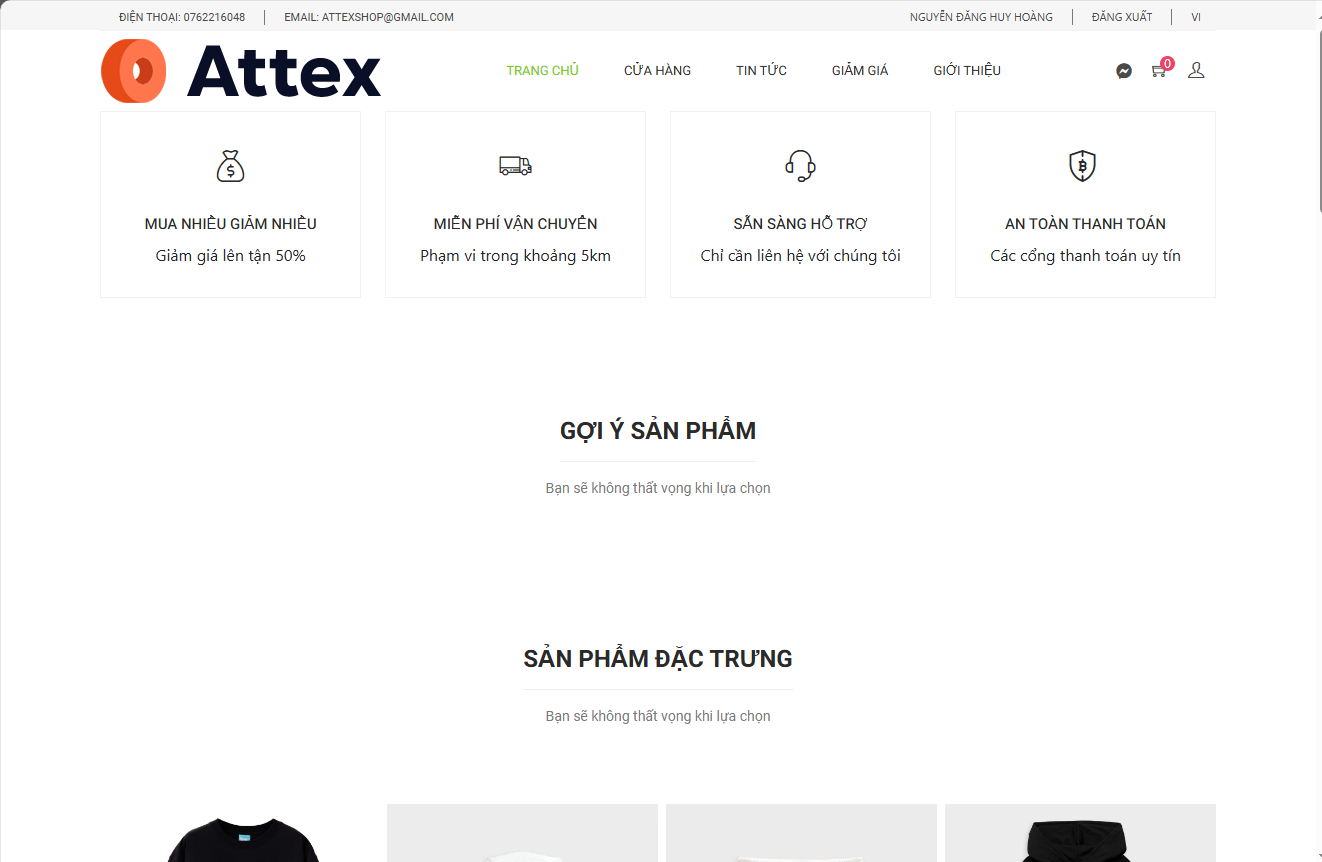 ĐIỆN THOẠI: 0762216048 EMAIL: ATTEXSHOP@GMAIL.COM NGUYỄN ĐĂNG HUY HOÀNG ĐĂNG XUẤT VI
Attex TRANG CHỦ CỬA HÀNG TIN TỨC GIẢM GIÁ GIỚI THIỆU 0
$ ₿
MUA NHIỀU GIẢM NHIỀU MIỄN PHÍ VẬN CHUYỂN SẴN SÀNG HỖ TRỢ AN TOÀN THANH TOÁN
Giảm giá lên tận 50% Phạm vi trong khoảng 5km Chỉ cần liên hệ với chúng tôi Các cổng thanh toán uy tín
GỢI Ý SẢN PHẨM
Bạn sẽ không thất vọng khi lựa chọn
SẢN PHẨM ĐẶC TRƯNG
Bạn sẽ không thất vọng khi lựa chọn